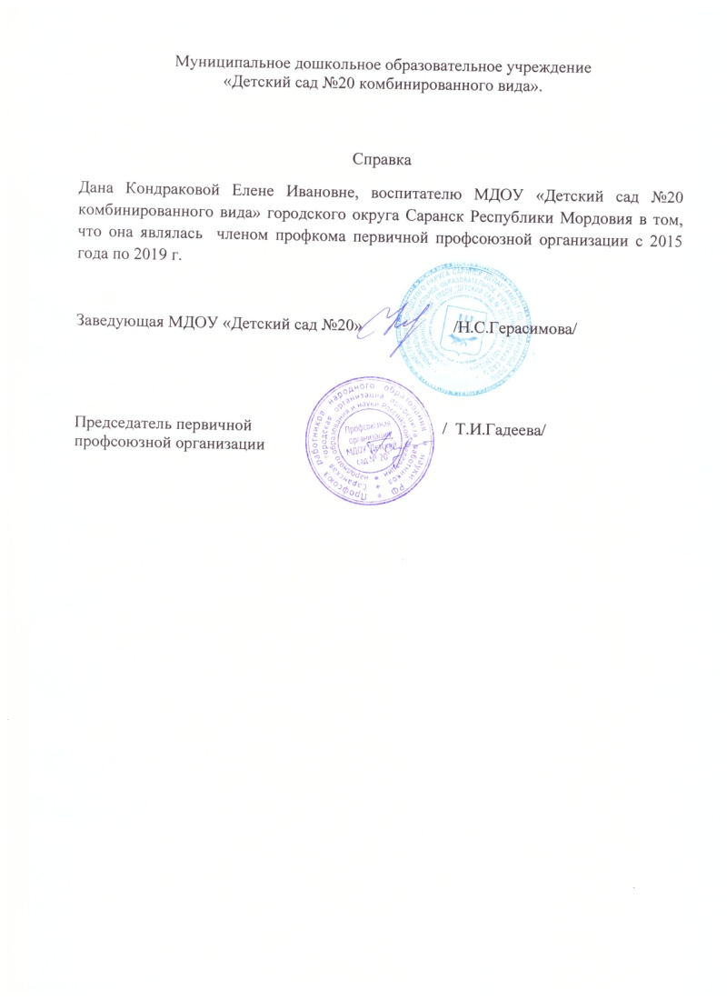 Муниципальное дошкольное образовательное учреждение
«Детский сад №20 комбинированного вида».
Справка
Дана Кондраковой Елене Ивановне, воспитателю МДОУ «Детский сад №20
комбинированного вида» городского округа Саранск Республики Мордовия в том,
что она являлась членом профкома первичной профсоюзной организации с 2015
года по 2019 г.
Заведующая МДОУ «Детский сад №20» /Н.С.Герасимова/
Председатель первичной / Т.И.Гадеева/
профсоюзной организации
Профсоюз работников народного образования и науки РФ
Саранская городская организация профсоюза работников
народного образования и науки Российской Федерации
Профсоюзная
организация
МДОУ "Детский
сад № 20"